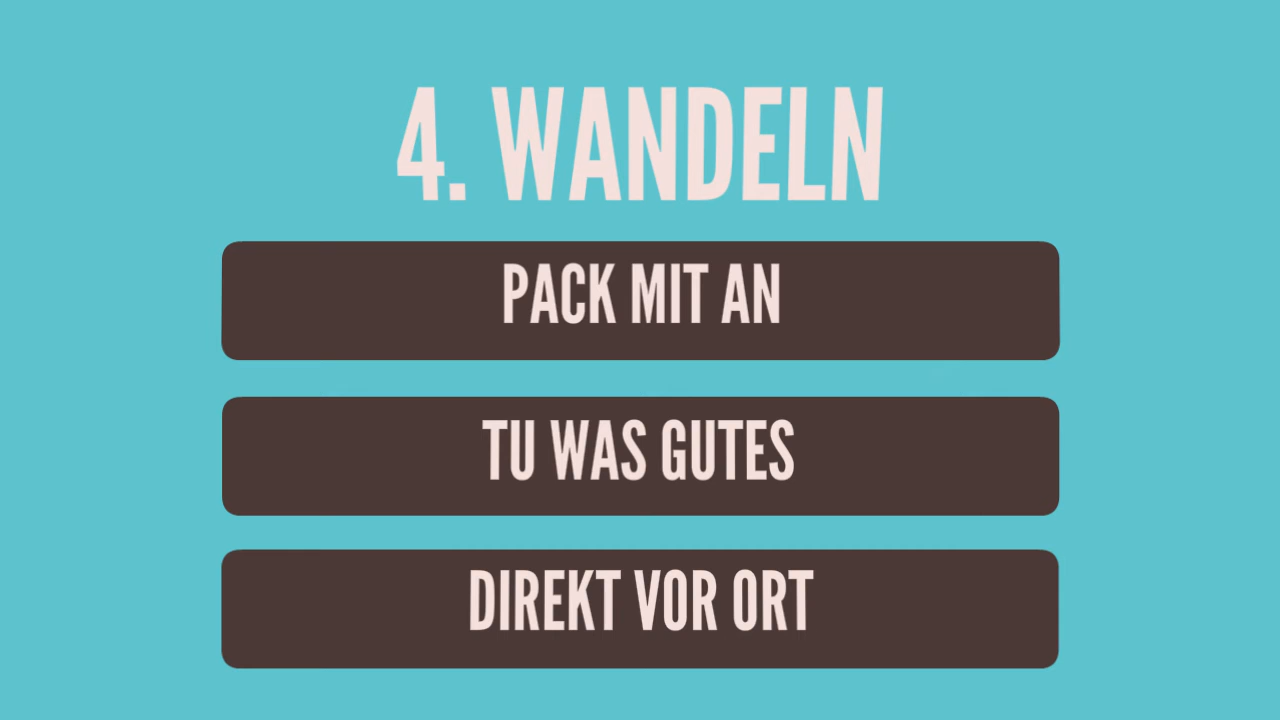 4. WANDELN
PACK MIT AN
TU WAS GUTES
DIREKT VOR ORT